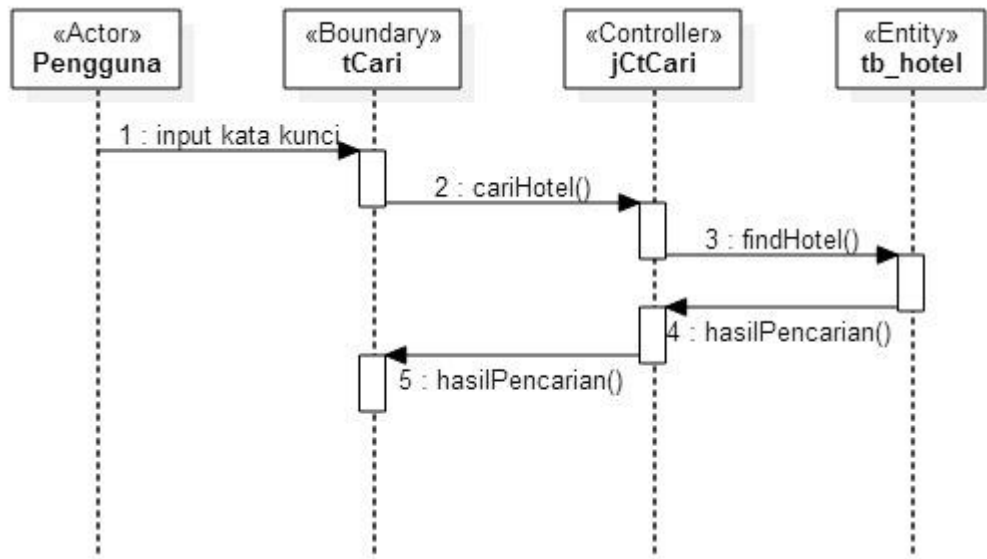 «Actor»
Pengguna
«Boundary»
tCari
«Controller»
jCtCari
«Entity»
tb_hotel
1 : input kata kunci
2 : cariHotel()
3 : findHotel()
4 : hasilPencarian()
5 : hasilPencarian()